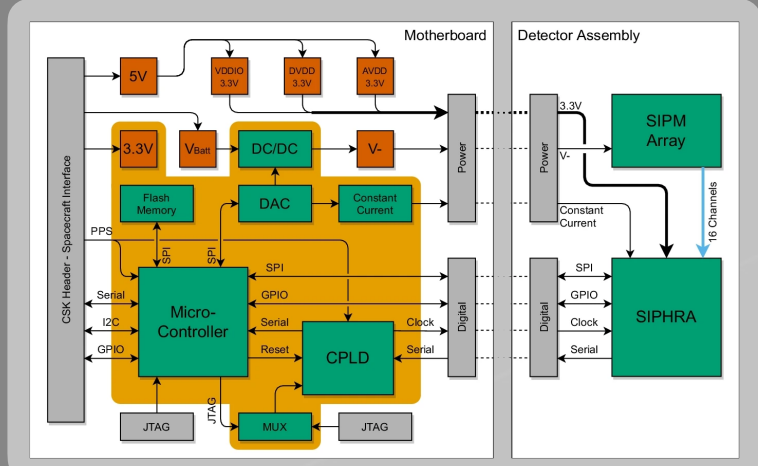 Motherboard
Detector Assembly
CSK Header - Spacecraft Interface
5V
VDDIO
3.3V
DVDD
3.3V
AVDD
3.3V
3.3V
VBatt
DC/DC
V-
Power
Power
3.3V
V-
Constant
Current
SIPM
Array
16 Channels
Flash
Memory
DAC
Constant
Current
PPS
SPI
SPI
Serial
I2C
GPIO
Micro-
Controller
SPI
GPIO
Serial
Reset
CPLD
Clock
Serial
Digital
Digital
SPI
GPIO
Clock
Serial
SIPHRA
JTAG
JTAG
MUX
JTAG